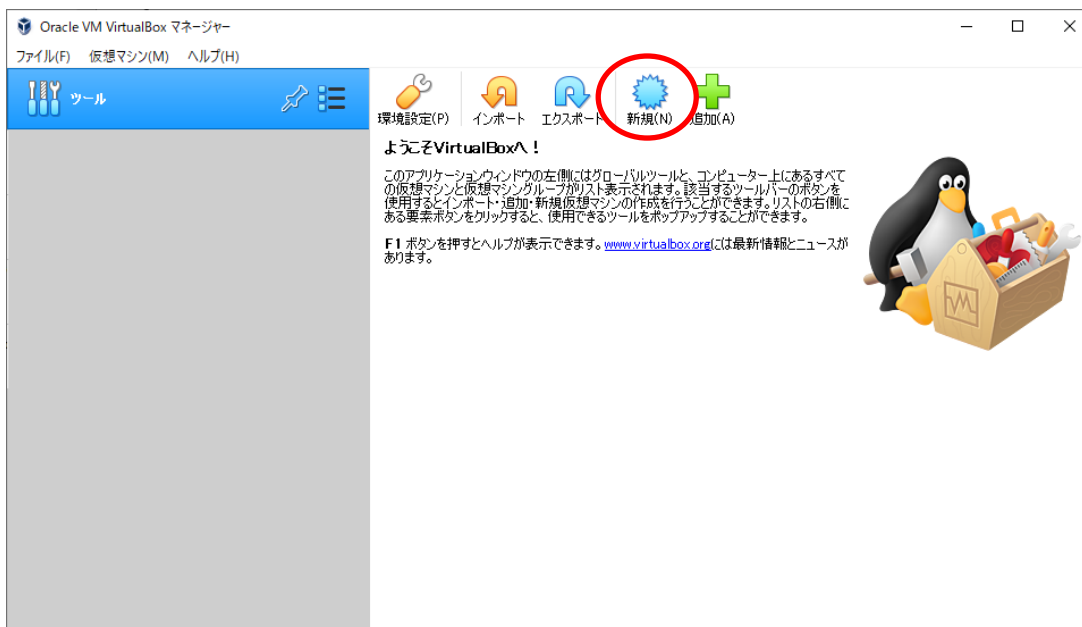 Oracle VM VirtualBox マネージャー
ファイル(F) 仮想マシン(M) ヘルプ(H)
ツール
環境設定(P) インポート エクスポート 新規(N) 追加(A)
ようこそVirtualBoxへ！
このアプリケーションウィンドウの左側にはグローバルツールと、コンピューター上にあるすべて
の仮想マシンと仮想マシングループがリスト表示されます。該当するツールバーのボタンを
使用するとインポート・追加・新規仮想マシンの作成を行うことができます。リストの右側に
ある要素ボタンをクリックすると、使用できるツールをポップアップすることができます。
F1 ボタンを押すとヘルプが表示できます。www.virtualbox.orgには最新情報とニュースが
あります。